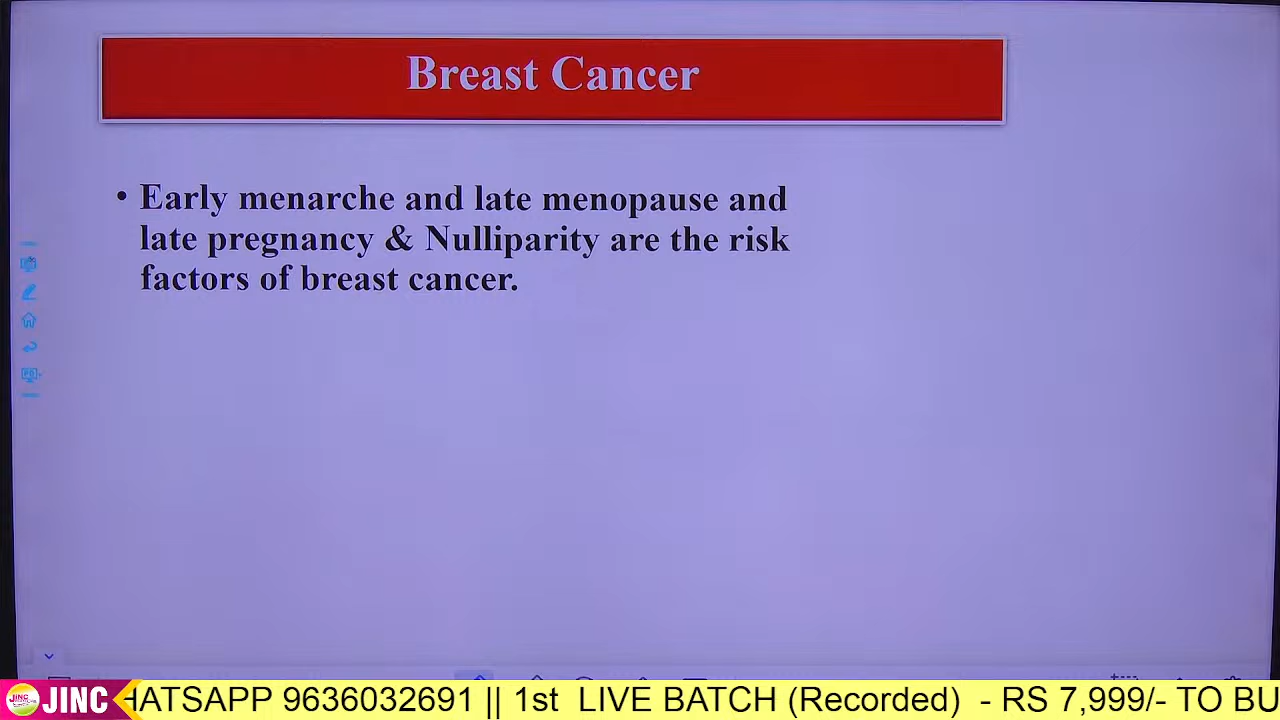 Breast Cancer
• Early menarche and late menopause and
late pregnancy & Nulliparity are the risk
factors of breast cancer.
JINC
HATSAPP 9636032691 || 1st LIVE BATCH (Recorded) - RS 7,999/- TO BU